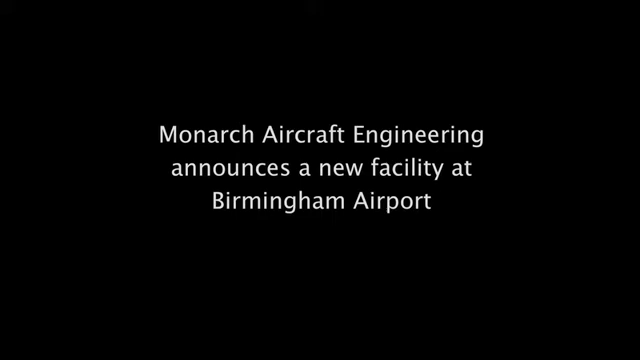 Monarch Aircraft Engineering
announces a new facility at
Birmingham Airport